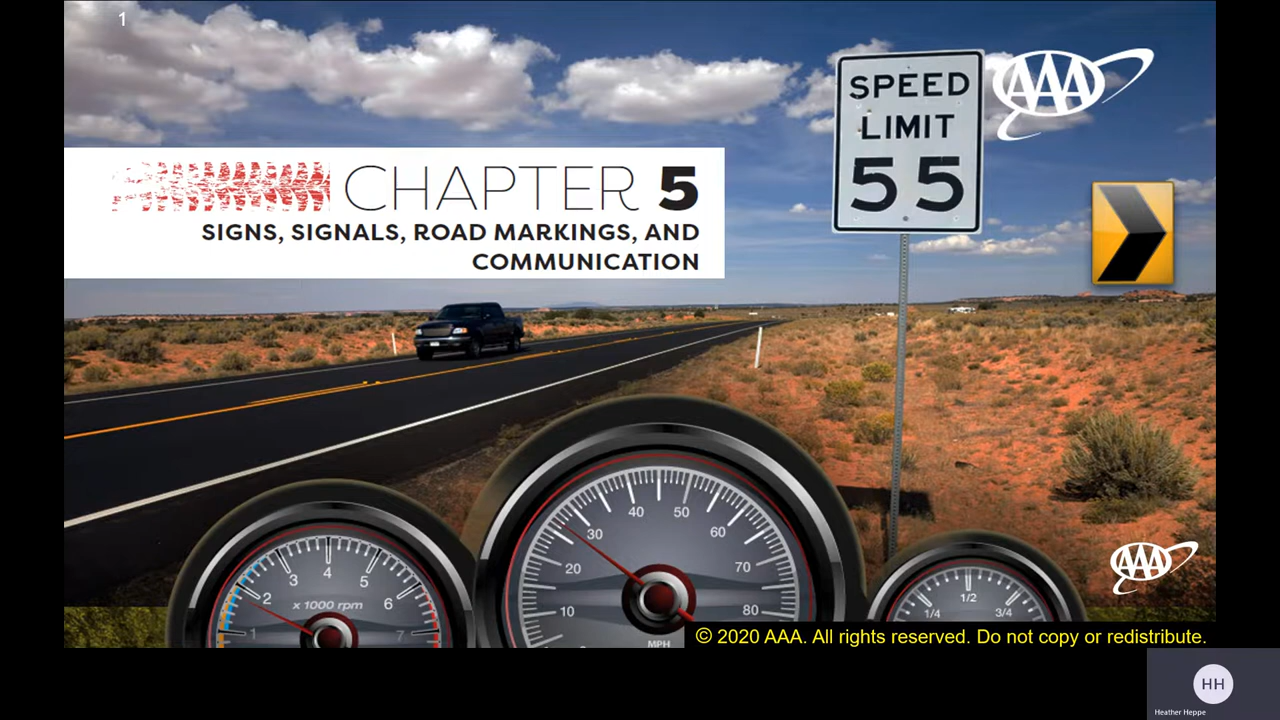 1
SPEED
LIMIT
55
AAA
CHAPTER 5
SIGNS, SIGNALS, ROAD MARKINGS, AND
COMMUNICATION
3 4 5
2 x 1000 rpm 6
1 7
30 40 50 60
20 70
10 80
MPH
1/4 1/2 3/4
AAA
© 2020 AAA. All rights reserved. Do not copy or redistribute.
HH
Heather Heppe